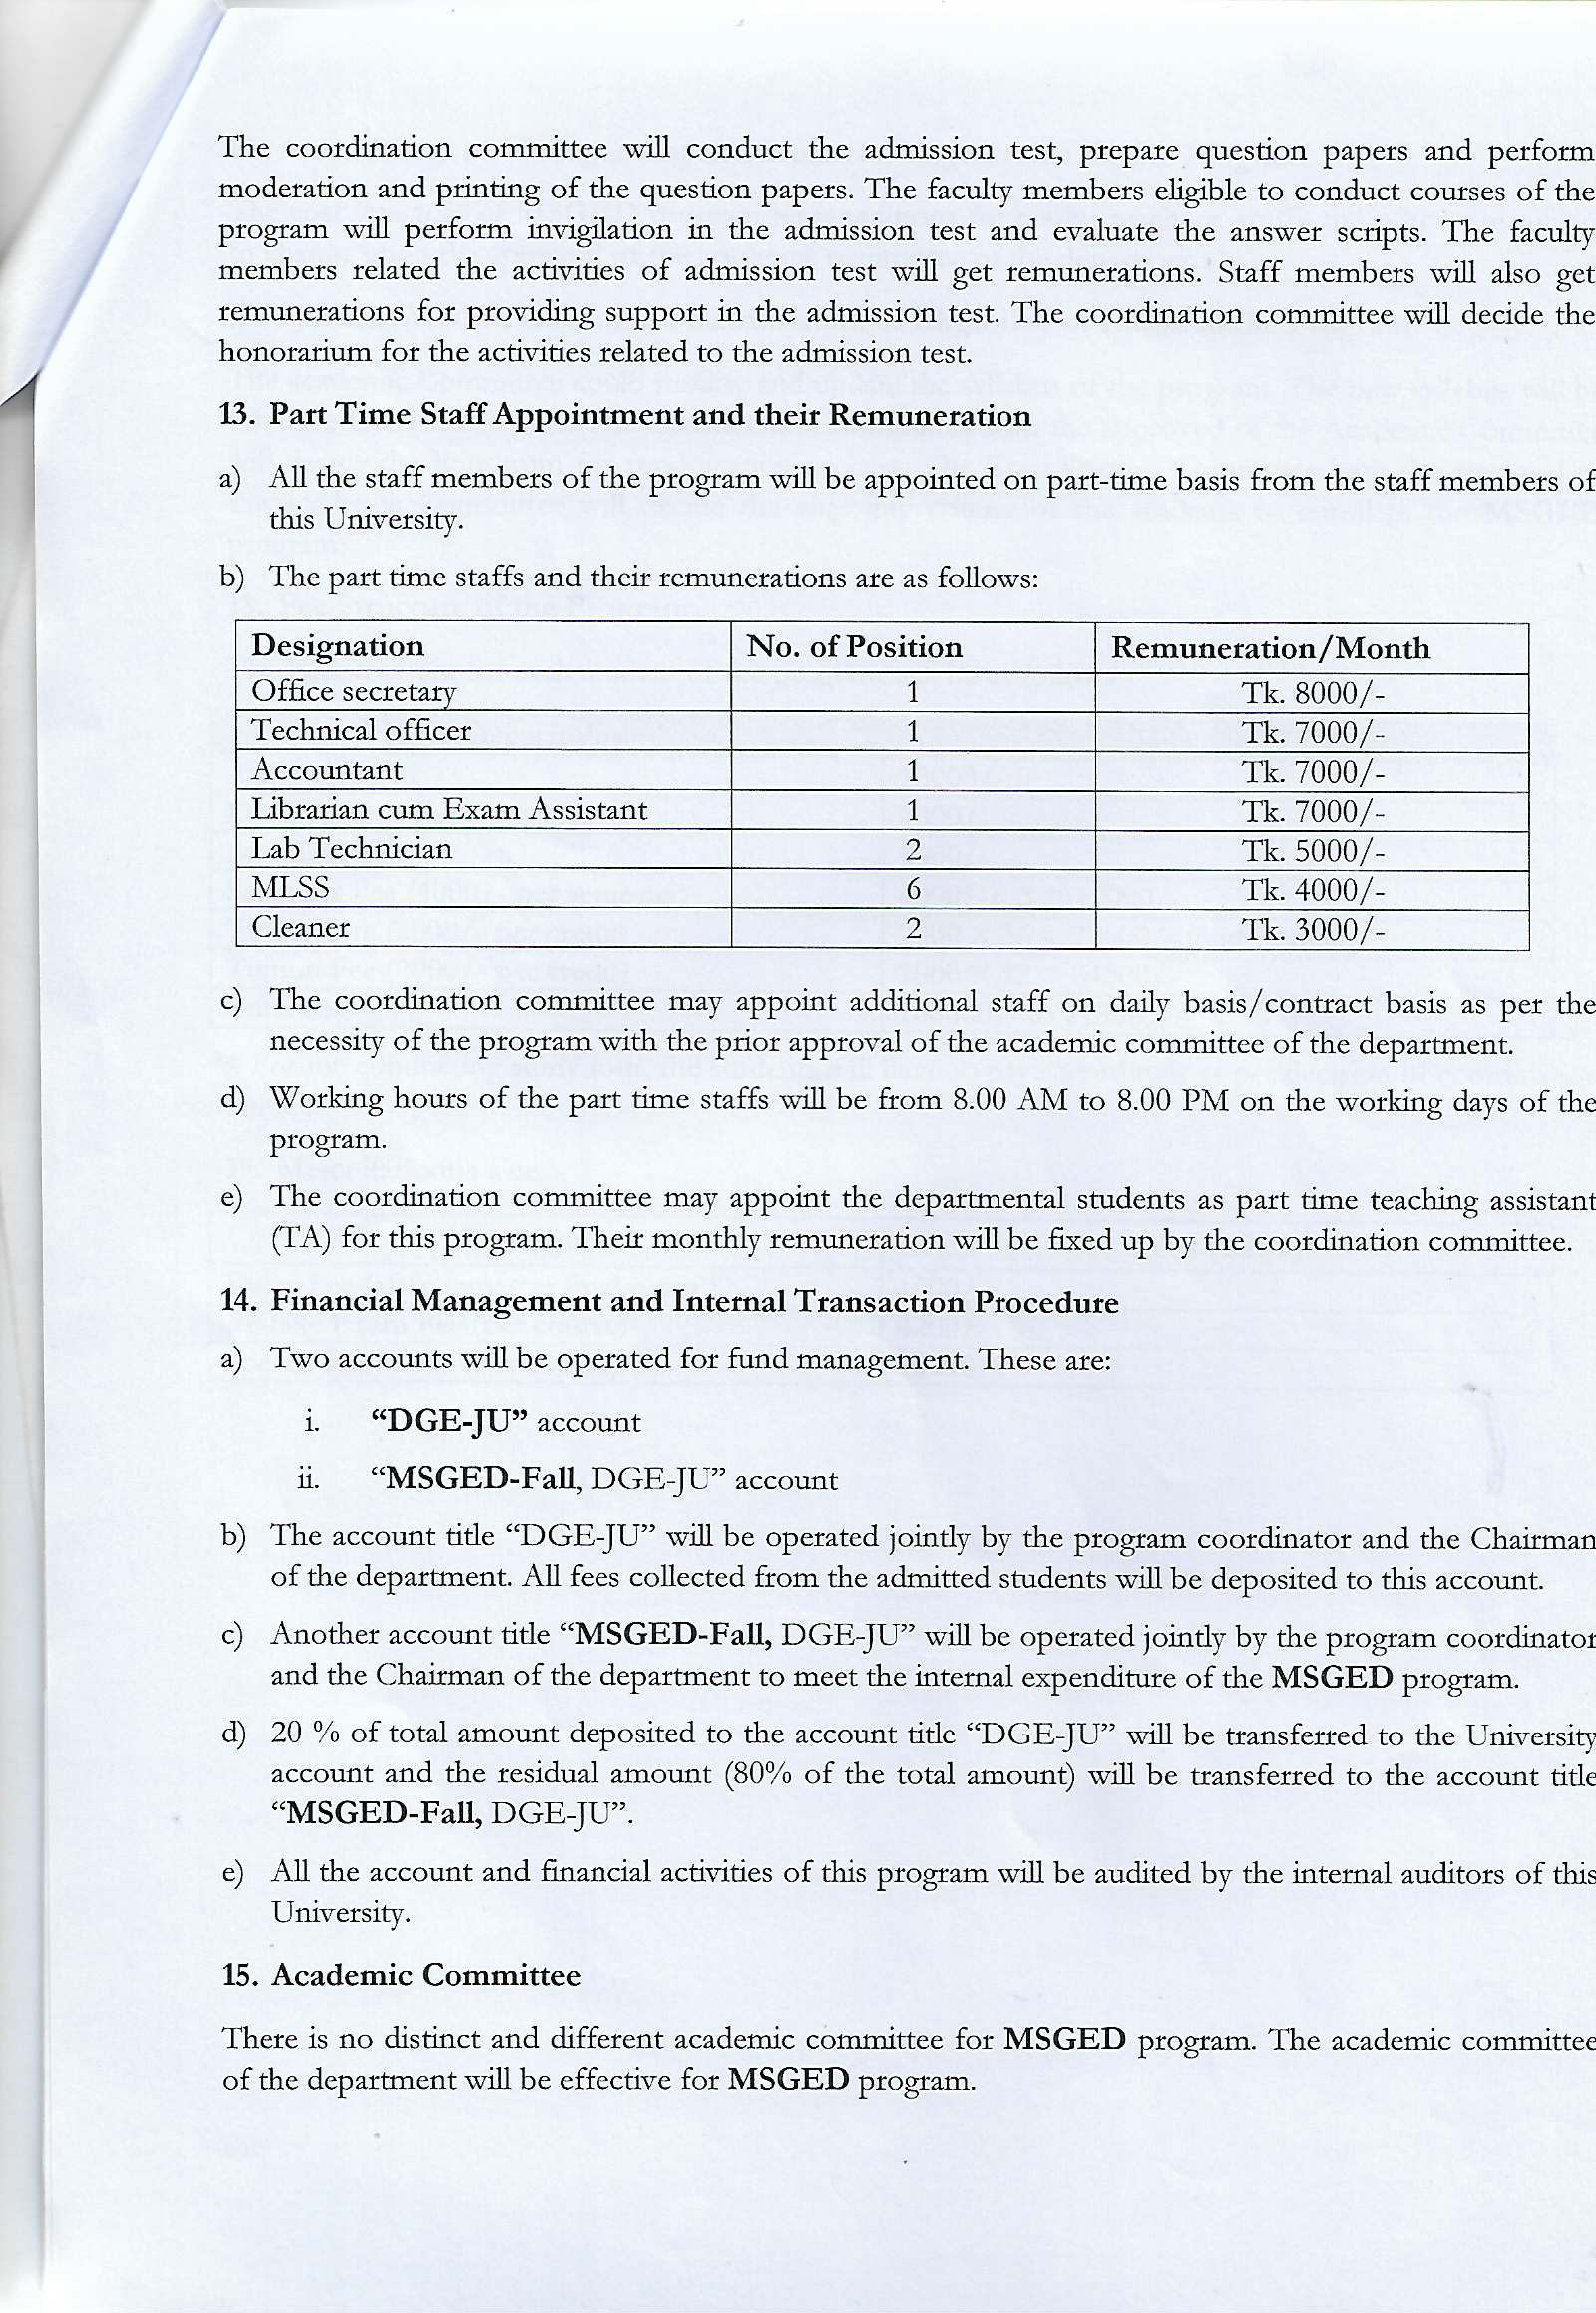 The coordination committee will conduct the admission test, prepare question papers and perform
moderation and printing of the question papers. The faculty members eligible to conduct courses of the
program will perform invigilation in the admission test and evaluate the answer scripts. The faculty
members related the activities of admission test will get remunerations. Staff members will also get
remunerations for providing support in the admission test. The coordination committee will decide the
honorarium for the activities related to the admission test.
13. Part Time Staff Appointment and their Remuneration
a) All the staff members of the program will be appointed on part-time basis from the staff members of
this University.
b) The part time staffs and their remunerations are as follows:
Designation No. of Position Remuneration/Month
Office secretary 1 Tk. 8000/-
Technical officer 1 Tk. 7000/-
Accountant 1 Tk. 7000/-
Librarian cum Exam Assistant 1 Tk. 7000/-
Lab Technician 2 Tk. 5000/-
MLSS 6 Tk. 4000/-
Cleaner 2 Tk. 3000/-
c) The coordination committee may appoint additional staff on daily basis/contract basis as per the
necessity of the program with the prior approval of the academic committee of the department.
d) Working hours of the part time staffs will be from 8.00 AM to 8.00 PM on the working days of the
program.
e) The coordination committee may appoint the departmental students as part time teaching assistant
(TA) for this program. Their monthly remuneration will be fixed up by the coordination committee.
14. Financial Management and Internal Transaction Procedure
a) Two accounts will be operated for fund management. These are:
i. “DGE-JU” account
ii. “MSGED-Fall, DGE-JU” account
b) The account title “DGE-JU” will be operated jointly by the program coordinator and the Chairman
of the department. All fees collected from the admitted students will be deposited to this account.
c) Another account title “MSGED-Fall, DGE-JU” will be operated jointly by the program coordinator
and the Chairman of the department to meet the internal expenditure of the MSGED program.
d) 20 % of total amount deposited to the account title “DGE-JU” will be transferred to the University
account and the residual amount (80% of the total amount) will be transferred to the account title
“MSGED-Fall, DGE-JU”.
e) All the account and financial activities of this program will be audited by the internal auditors of this
University.
15. Academic Committee
There is no distinct and different academic committee for MSGED program. The academic committee
of the department will be effective for MSGED program.